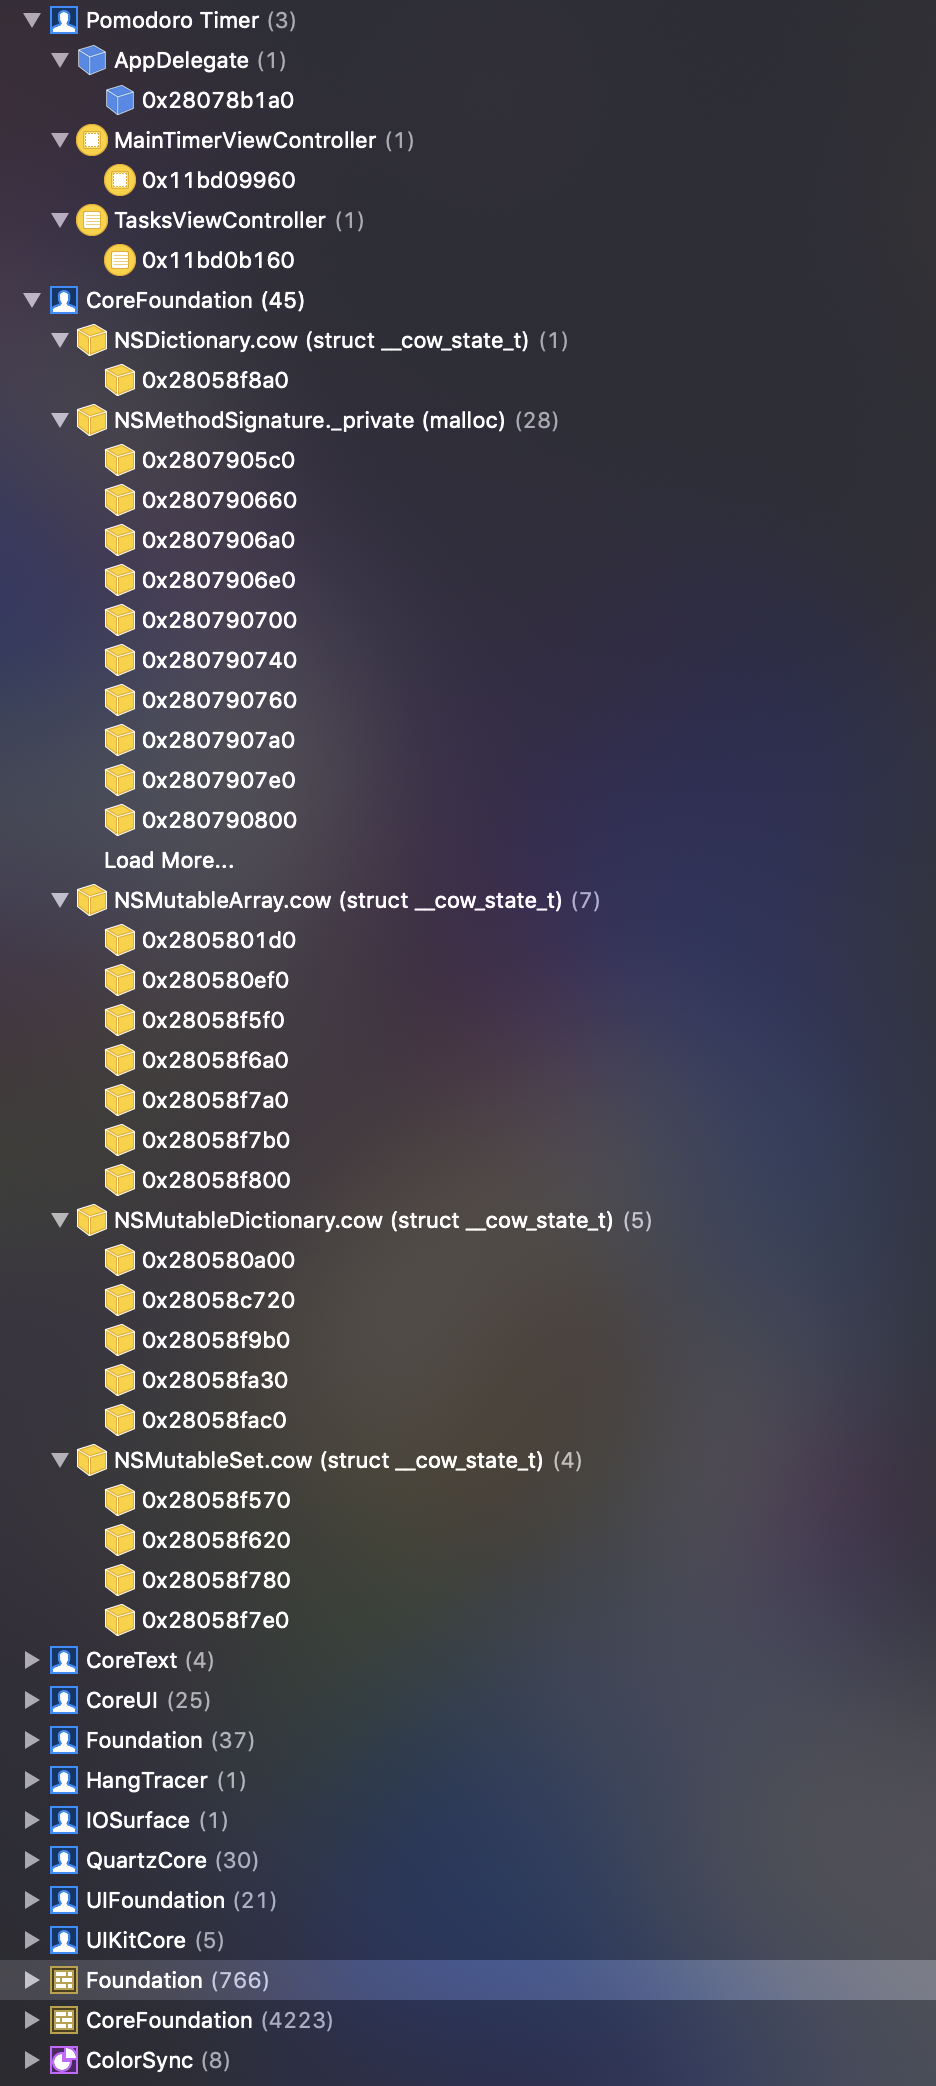 Pomodoro Timer (3)
AppDelegate (1)
0x28078b1a0
MainTimerViewController (1)
0x11bd09960
TasksViewController (1)
0x11bd0b160
CoreFoundation (45)
NSDictionary.cow (struct __cow_state_t) (1)
0x28058f8a0
NSMethodSignature._private (malloc) (28)
0x2807905c0
0x280790660
0x2807906a0
0x2807906e0
0x280790700
0x280790740
0x280790760
0x2807907a0
0x2807907e0
0x280790800
Load More...
NSMutableArray.cow (struct __cow_state_t) (7)
0x2805801d0
0x280580ef0
0x28058f5f0
0x28058f6a0
0x28058f7a0
0x28058f7b0
0x28058f800
NSMutableDictionary.cow (struct __cow_state_t) (5)
0x280580a00
0x28058c720
0x28058f9b0
0x28058fa30
0x28058fac0
NSMutableSet.cow (struct __cow_state_t) (4)
0x28058f570
0x28058f620
0x28058f780
0x28058f7e0
CoreText (4)
CoreUI (25)
Foundation (37)
HangTracer (1)
IOSurface (1)
QuartzCore (30)
UIFoundation (21)
UIKitCore (5)
Foundation (766)
CoreFoundation (4223)
ColorSync (8)